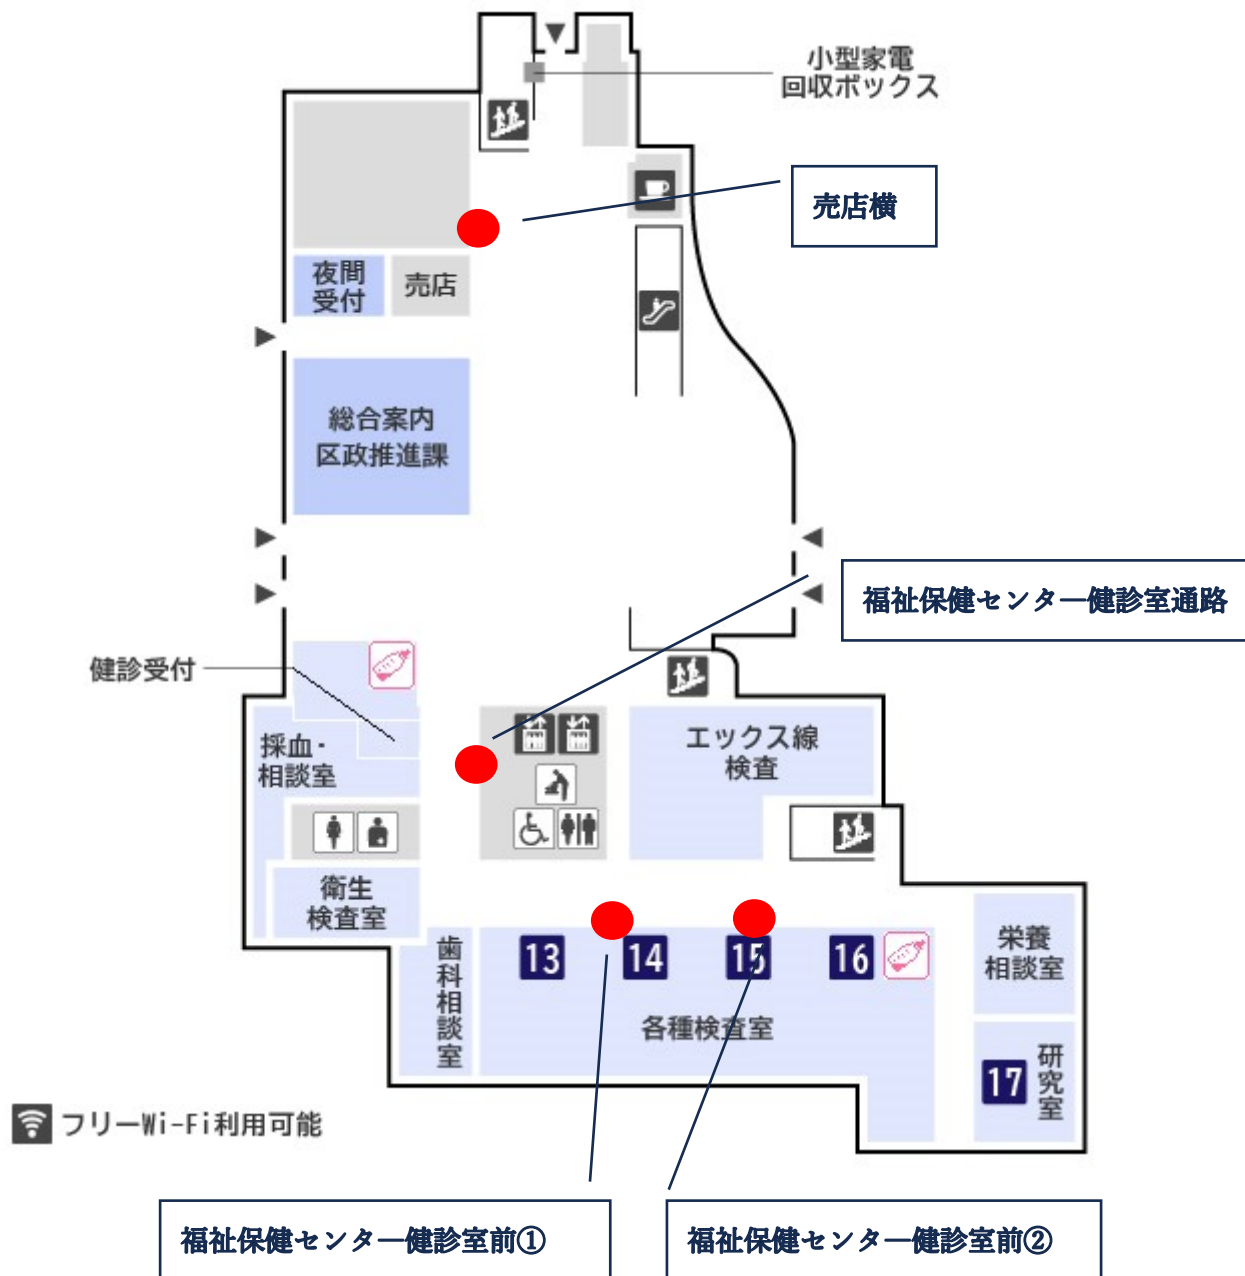 小型家電
回収ボックス
売店横
夜間
受付
売店
総合案内
区政推進課
福祉保健センター健診室通路
健診受付
採血・
相談室
エックス線
検査
衛生
検査室
歯科相談室
13
14
15
16
各種検査室
栄養
相談室
17
研究室
フリーWi-Fi利用可能
福祉保健センター健診室前①
福祉保健センター健診室前②